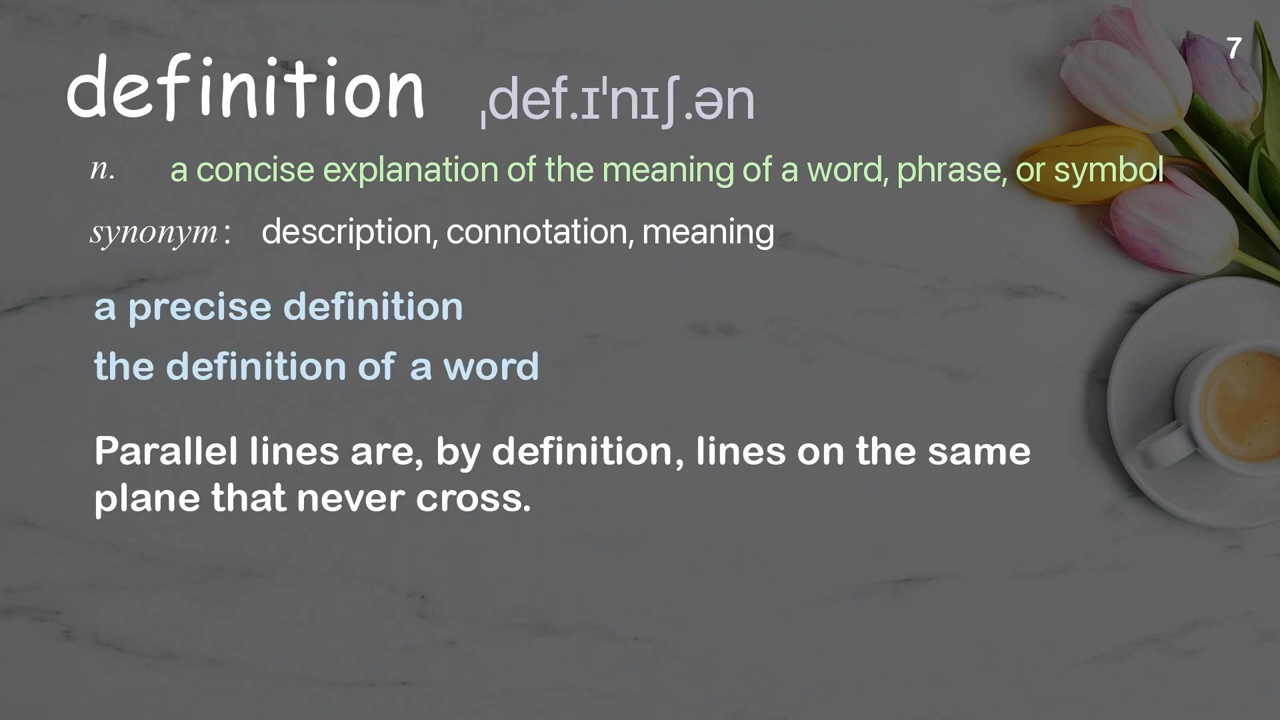 7
definition ˌdef.ɪˈnɪʃ.ən
n. a concise explanation of the meaning of a word, phrase, or symbol
synonym : description, connotation, meaning
a precise definition
the definition of a word
Parallel lines are, by definition, lines on the same
plane that never cross.